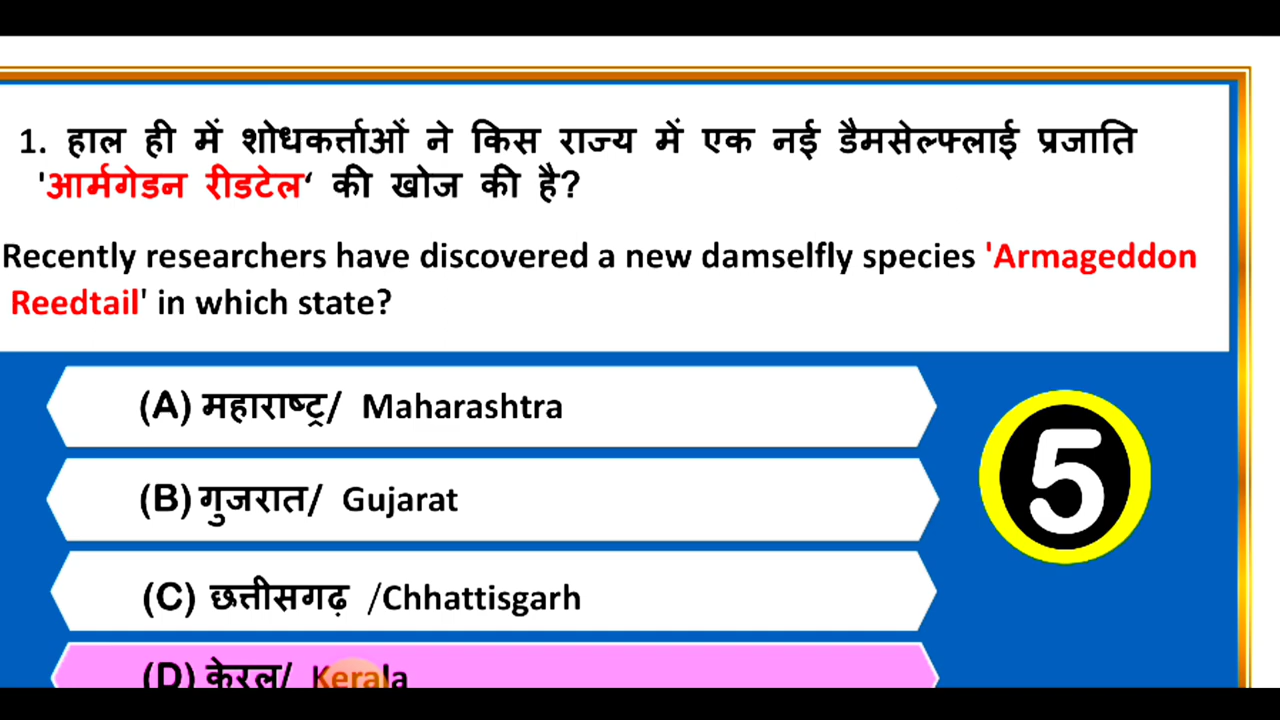 1. हाल ही में शोधकर्त्ताओं ने किस राज्य में एक नई डैमसेल्फ्लाई प्रजाति
'आर्मगेडन रीडटेल‘ की खोज की है?
Recently researchers have discovered a new damselfly species 'Armageddon
Reedtail' in which state?
(A) महाराष्ट्र/ Maharashtra
(B) गुजरात/ Gujarat
5
(C) छत्तीसगढ़ /Chhattisgarh
(D) केरल/ Kerala